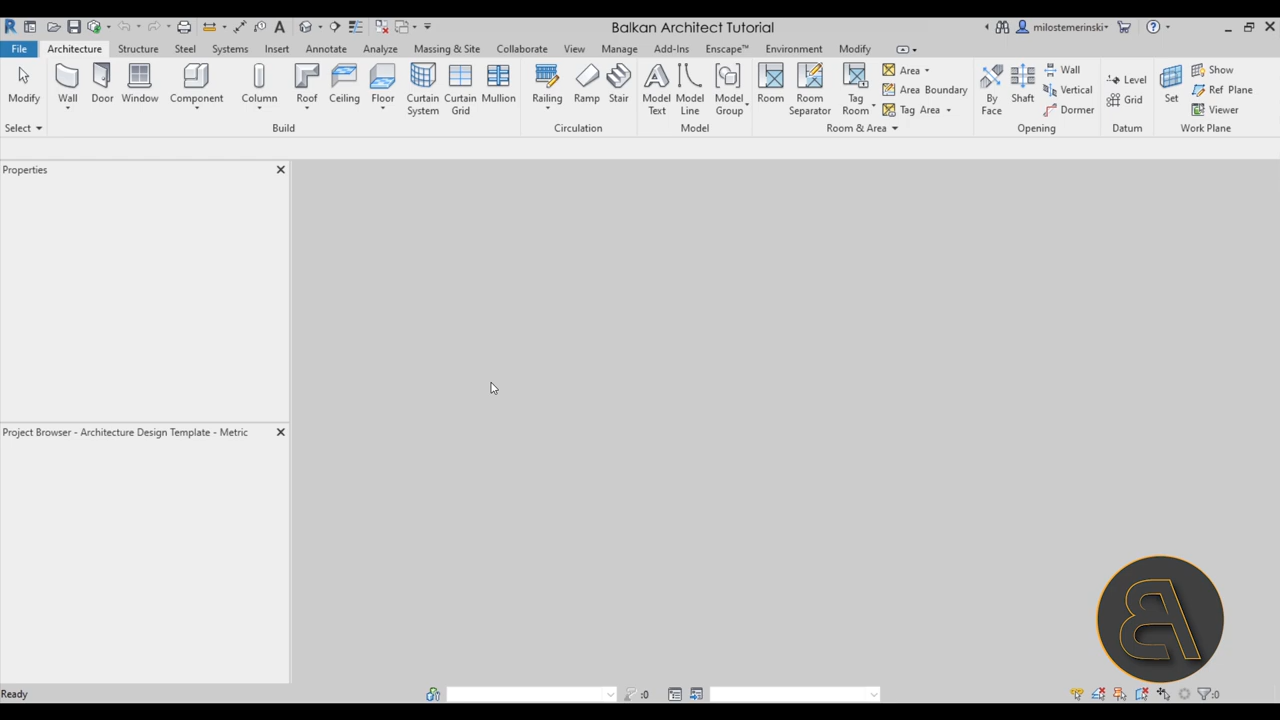 Balkan Architect Tutorial
milostemerinski
File Architecture Structure Steel Systems Insert Annotate Analyze Massing & Site Collaborate View Manage Add-Ins Enscape™ Environment Modify
Modify Wall Door Window Component Column Roof Ceiling Floor Curtain System Curtain Grid Mullion Railing Ramp Stair Model Text Model Line Model Group Room Room Separator Tag Room
Area
Area Boundary
Tag Area
By Face Shaft
Wall
Vertical
Dormer
Level
Grid
Set
Show
Ref Plane
Viewer
Select Build Circulation Model Room & Area Opening Datum Work Plane
Properties
Project Browser - Architecture Design Template - Metric
Ready
:0
:0